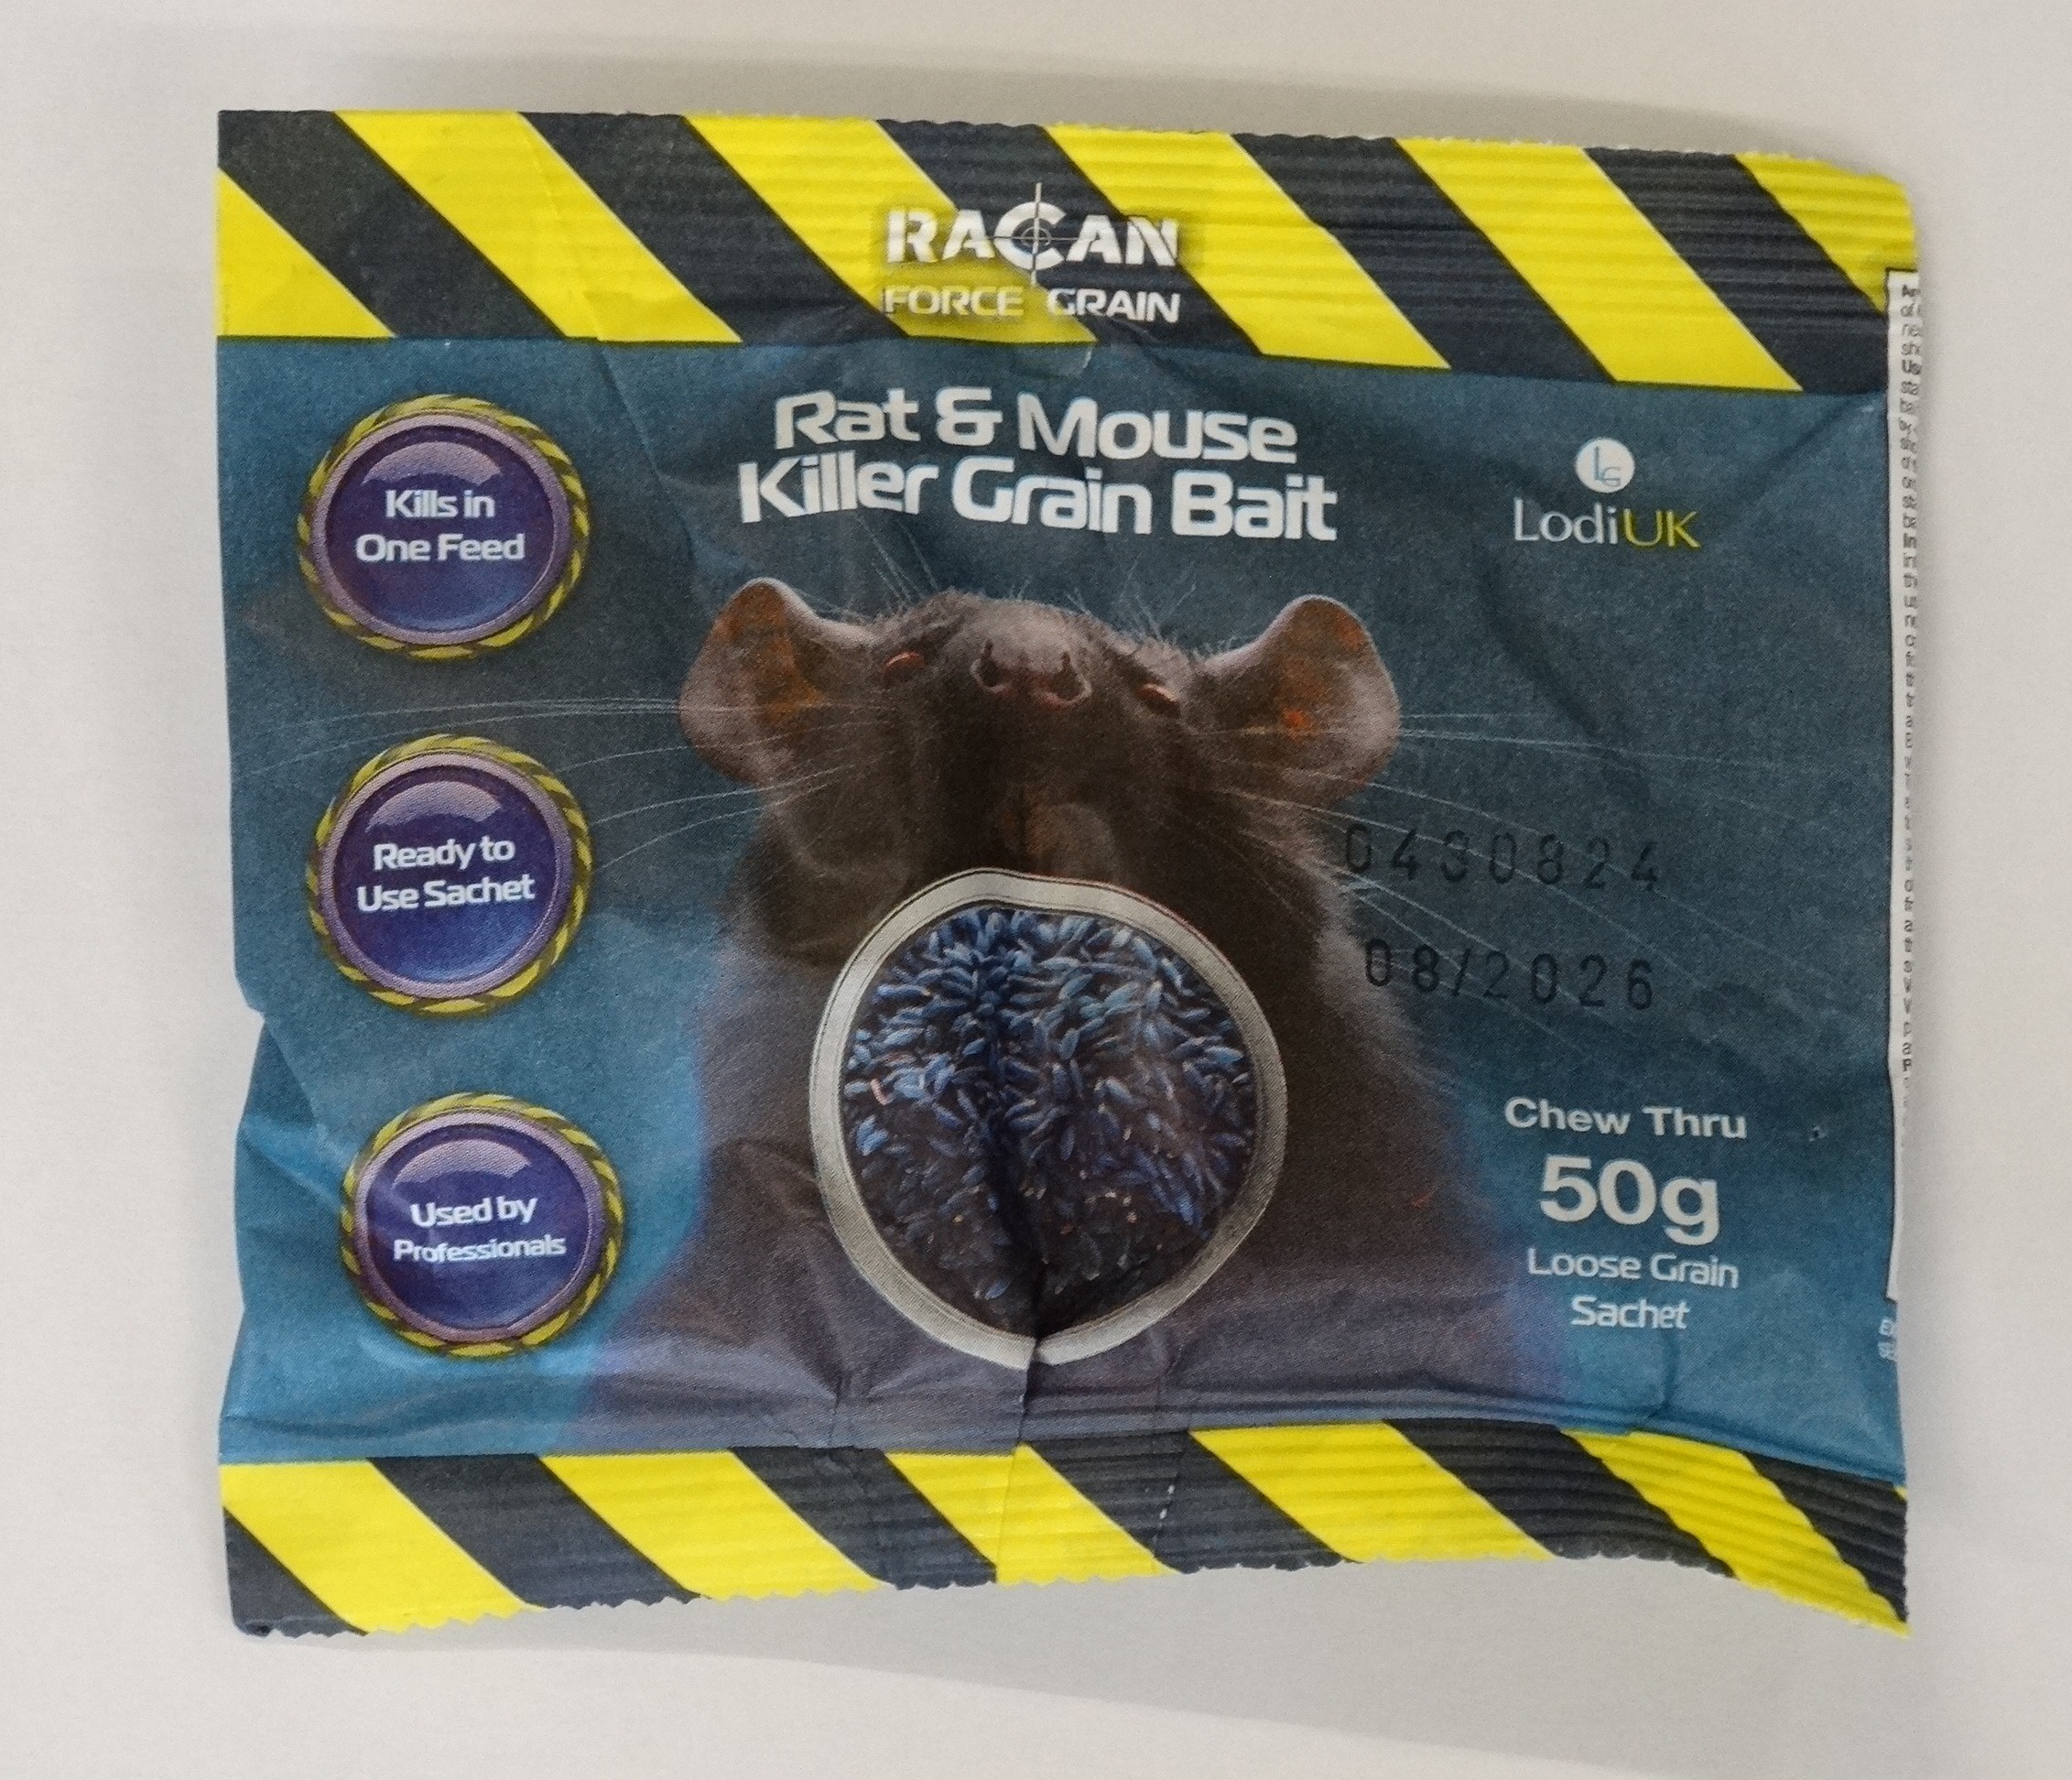 RACAN
FORCE GRAIN
Rat & Mouse
Killer Grain Bait
LG
LodiUK
Kills in
One Feed
Ready to
Use Sachet
0430824
08/2026
Used by
Professionals
Chew Thru
50g
Loose Grain
Sachet